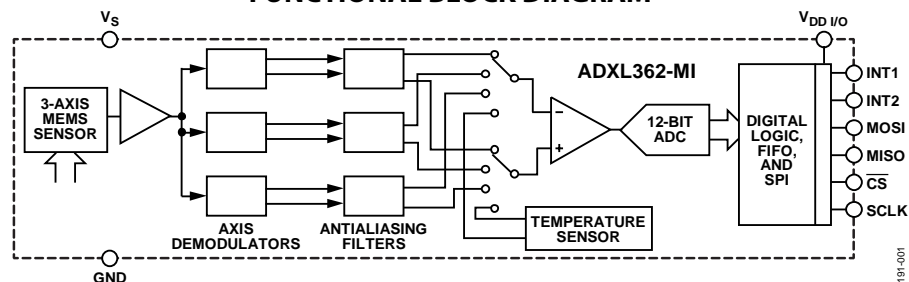 FUNCTIONAL BLOCK DIAGRAM
VS
VDD I/O
3-AXIS
MEMS
SENSOR
ADXL362-MI
−
+
12-BIT
ADC
DIGITAL
LOGIC,
FIFO,
AND
SPI
INT1
INT2
MOSI
MISO
CS
SCLK
AXIS
DEMODULATORS
ANTIALIASING
FILTERS
TEMPERATURE
SENSOR
GND
191-001